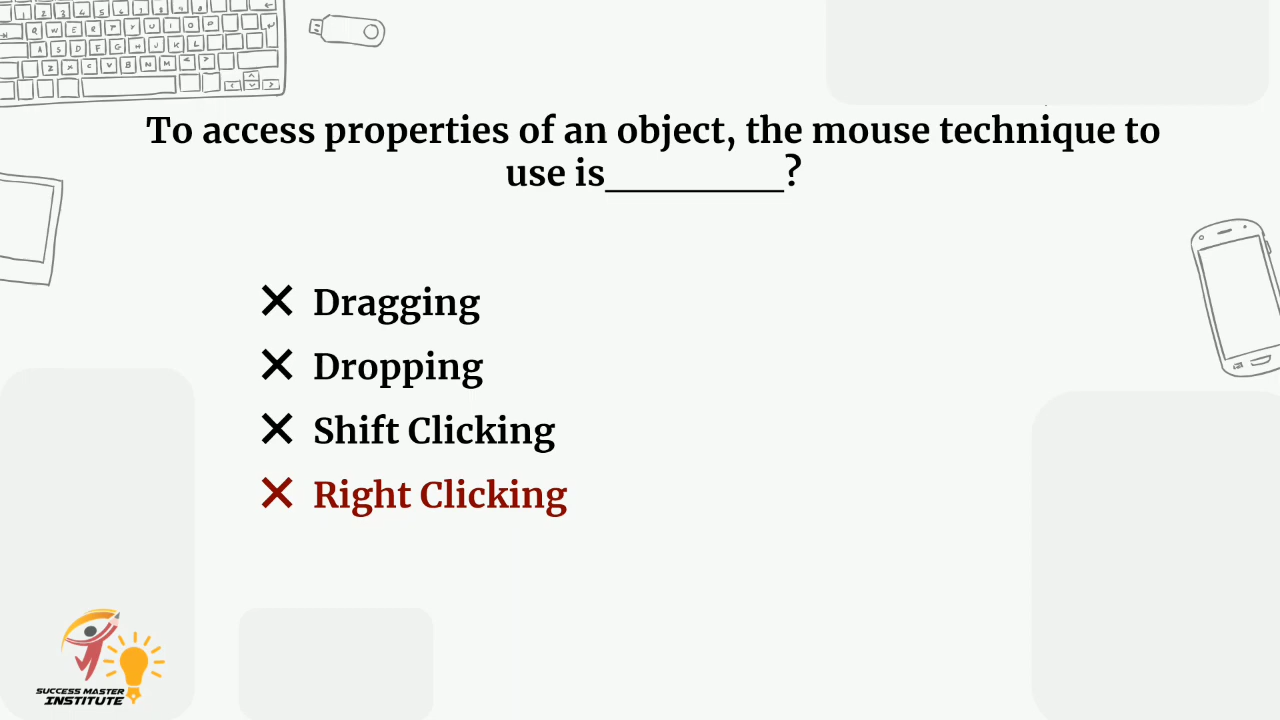 To access properties of an object, the mouse technique to
use is_________?
Dragging
Dropping
Shift Clicking
Right Clicking
SUCCESS MASTER
INSTITUTE